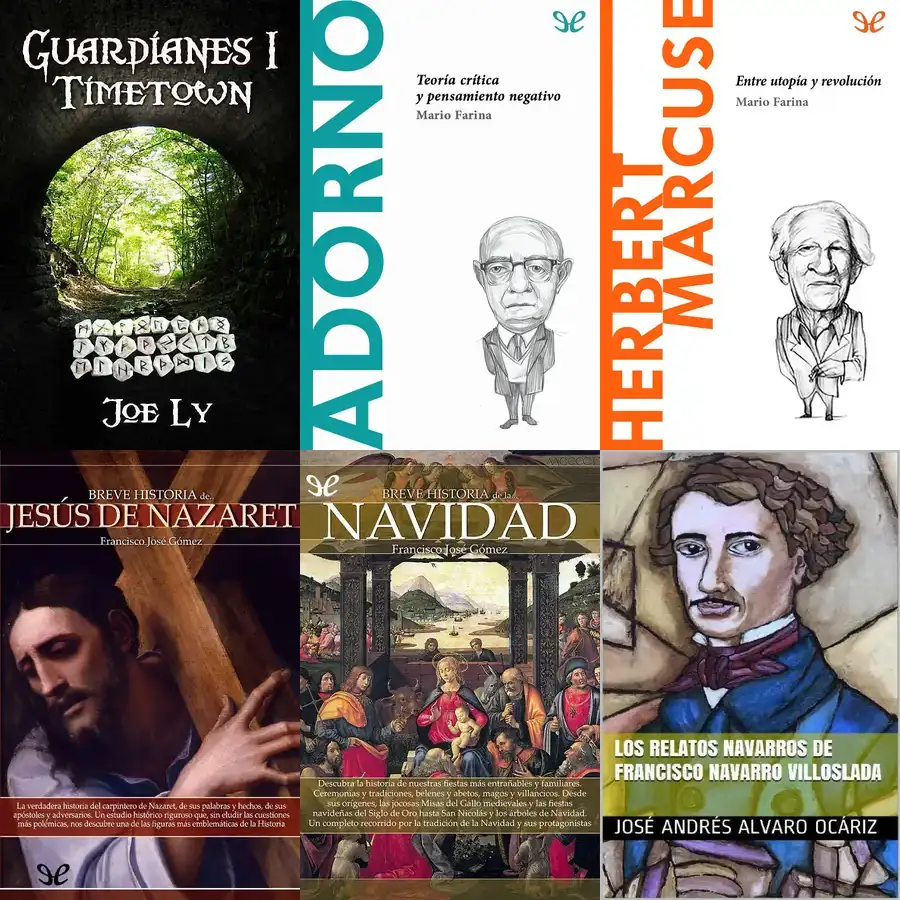 GUARDIANES I
TIMETOWN
JOE LY
ADORNO
Teoría crítica
y pensamiento negativo
Mario Farina
HERBERT
MARCUSE
Entre utopía y revolución
Mario Farina
BREVE HISTORIA de...
JESÚS DE NAZARET
Francisco José Gómez
La verdadera historia del carpintero de Nazaret, de sus palabras y hechos, de sus
apóstoles y adversarios. Un estudio histórico riguroso que, sin eludir las cuestiones
más polémicas, nos descubre una de las figuras más emblemáticas de la Historia
BREVE HISTORIA de la...
NAVIDAD
Francisco José Gómez
Descubra la historia de nuestras fiestas más entrañables y familiares.
Ceremonias y tradiciones, belenes y abetos, magos y villancicos. Desde
sus orígenes, las jocosas Misas del Gallo medievales y las fiestas
navideñas del Siglo de Oro hasta San Nicolás y los árboles de Navidad.
Un completo recorrido por la tradición de la Navidad y sus protagonistas
LOS RELATOS NAVARROS DE
FRANCISCO NAVARRO VILLOSLADA
JOSÉ ANDRÉS ALVARO OCÁRIZ